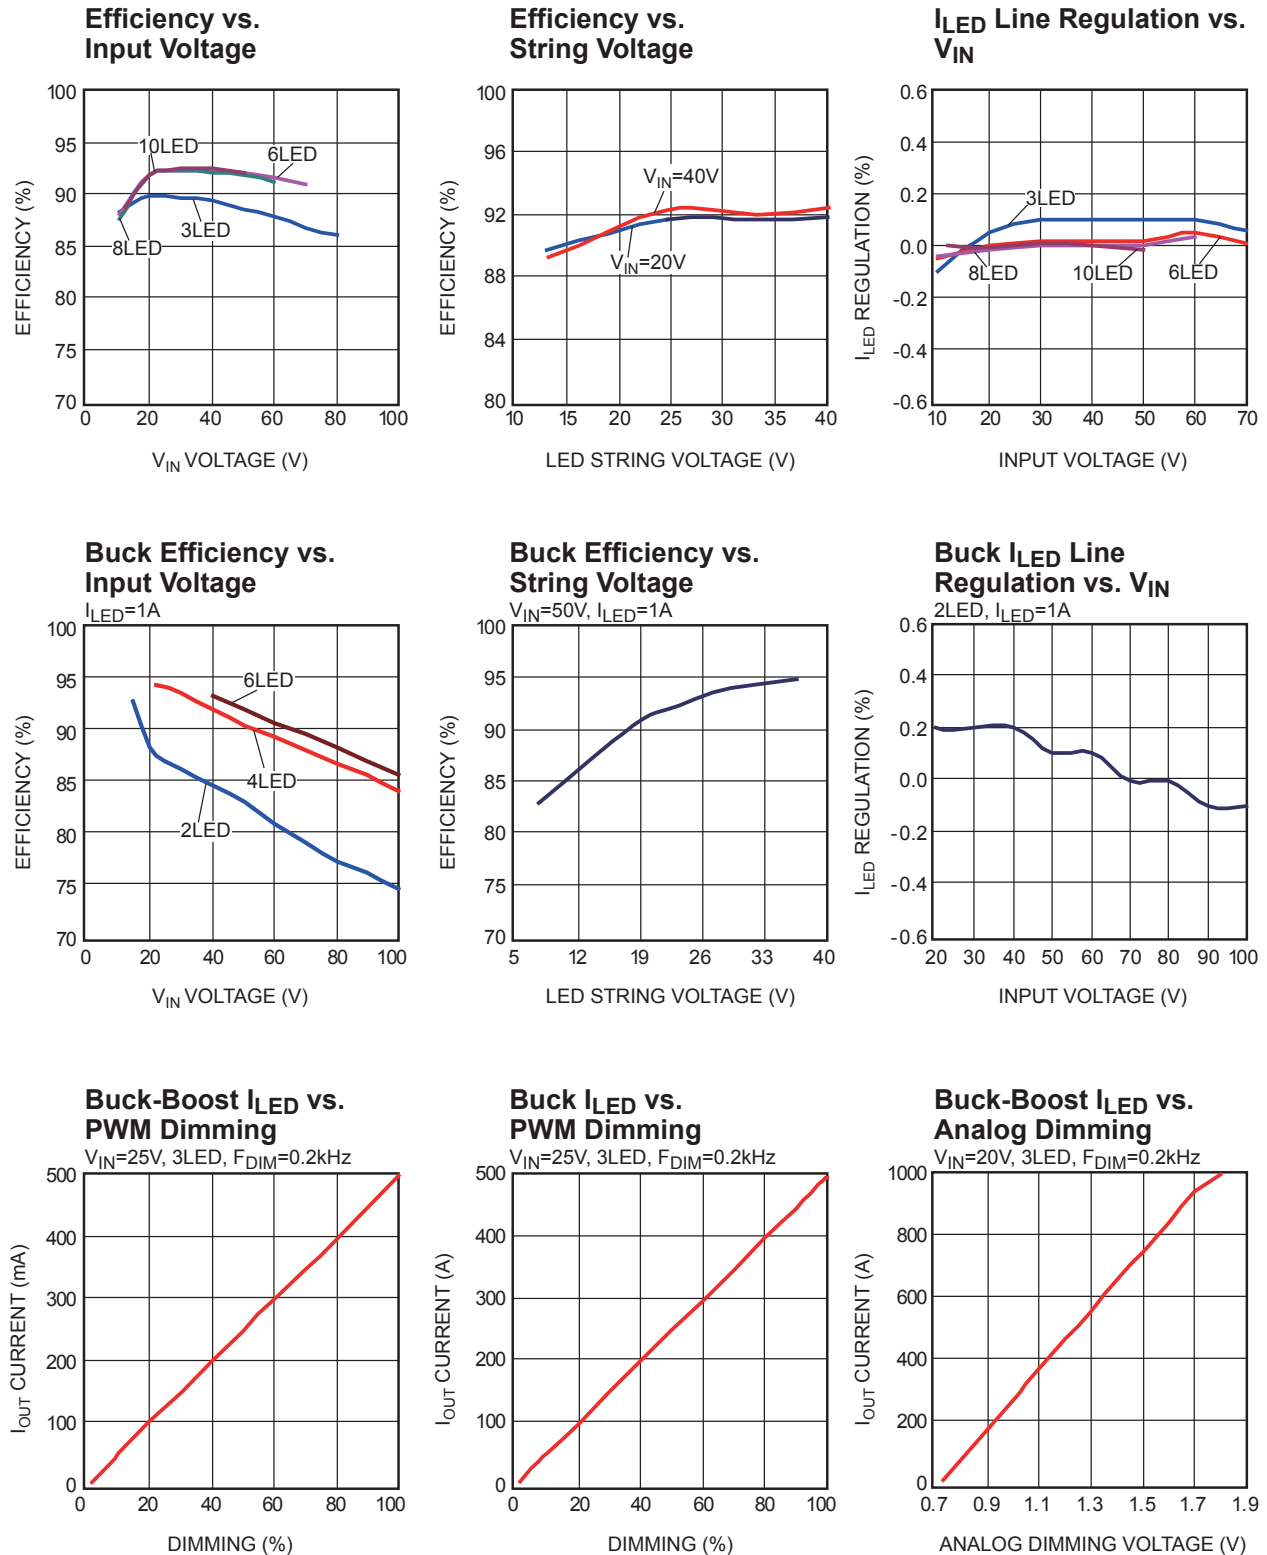 Efficiency vs.
Input Voltage
100
95
90
85
80
75
70
0
20
40
60
80
100
10LED
6LED
3LED
8LED
EFFICIENCY (%)
VIN VOLTAGE (V)
Efficiency vs.
String Voltage
100
96
92
88
84
80
10
15
20
25
30
35
40
VIN=40V
VIN=20V
EFFICIENCY (%)
LED STRING VOLTAGE (V)
ILED Line Regulation vs.
VIN
0.6
0.4
0.2
0.0
-0.2
-0.4
-0.6
10
20
30
40
50
60
70
3LED
8LED
10LED
6LED
ILED REGULATION (%)
INPUT VOLTAGE (V)
Buck Efficiency vs.
Input Voltage
ILED=1A
100
95
90
85
80
75
70
0
20
40
60
80
100
6LED
4LED
2LED
EFFICIENCY (%)
VIN VOLTAGE (V)
Buck Efficiency vs.
String Voltage
VIN=50V, ILED=1A
100
95
90
85
80
75
70
5
12
19
26
33
40
EFFICIENCY (%)
LED STRING VOLTAGE (V)
Buck ILED Line
Regulation vs. VIN
2LED, ILED=1A
0.6
0.4
0.2
0.0
-0.2
-0.4
-0.6
20
30
40
50
60
70
80
90
100
ILED REGULATION (%)
INPUT VOLTAGE (V)
Buck-Boost ILED vs.
PWM Dimming
VIN=25V, 3LED, FDIM=0.2kHz
500
400
300
200
100
0
0
20
40
60
80
100
IOUT CURRENT (mA)
DIMMING (%)
Buck ILED vs.
PWM Dimming
VIN=25V, 3LED, FDIM=0.2kHz
500
400
300
200
100
0
0
20
40
60
80
100
IOUT CURRENT (A)
DIMMING (%)
Buck-Boost ILED vs.
Analog Dimming
VIN=20V, 3LED, FDIM=0.2kHz
1000
800
600
400
200
0
0.7
0.9
1.1
1.3
1.5
1.7
1.9
IOUT CURRENT (A)
ANALOG DIMMING VOLTAGE (V)